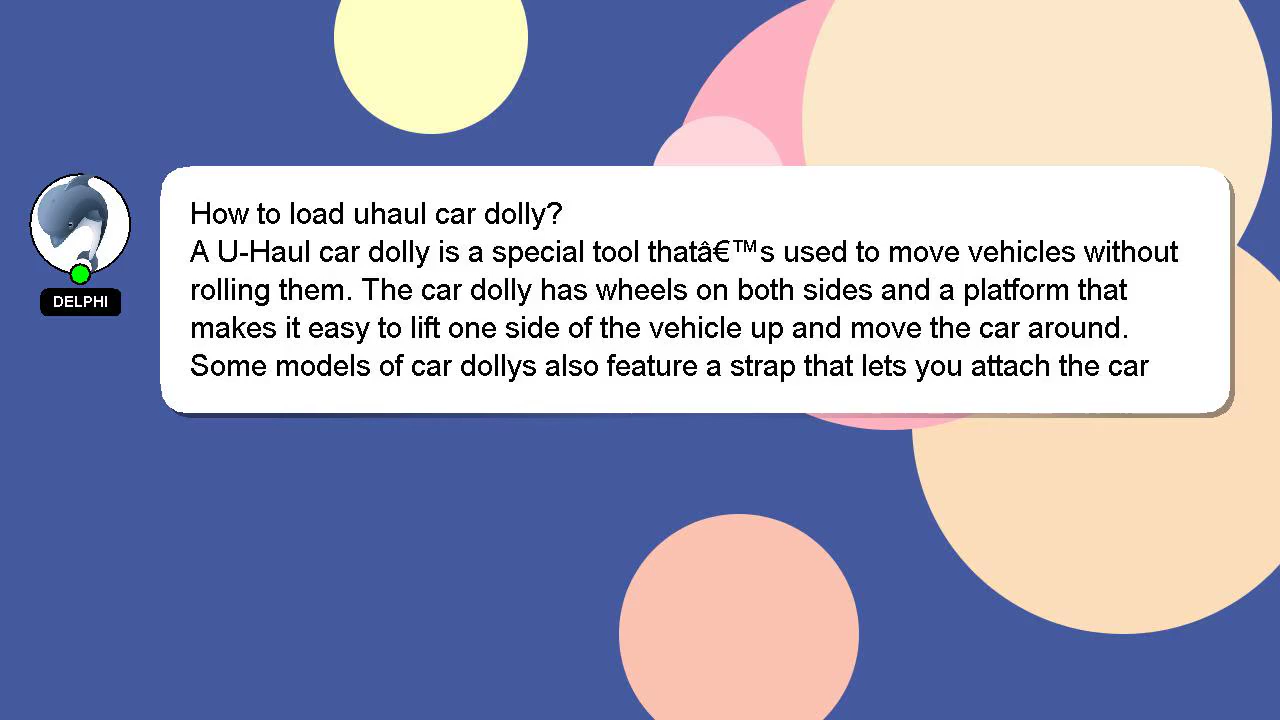 How to load uhaul car dolly?
A U-Haul car dolly is a special tool thatâ€™s used to move vehicles without
rolling them. The car dolly has wheels on both sides and a platform that
makes it easy to lift one side of the vehicle up and move the car around.
Some models of car dollys also feature a strap that lets you attach the car
DELPHI